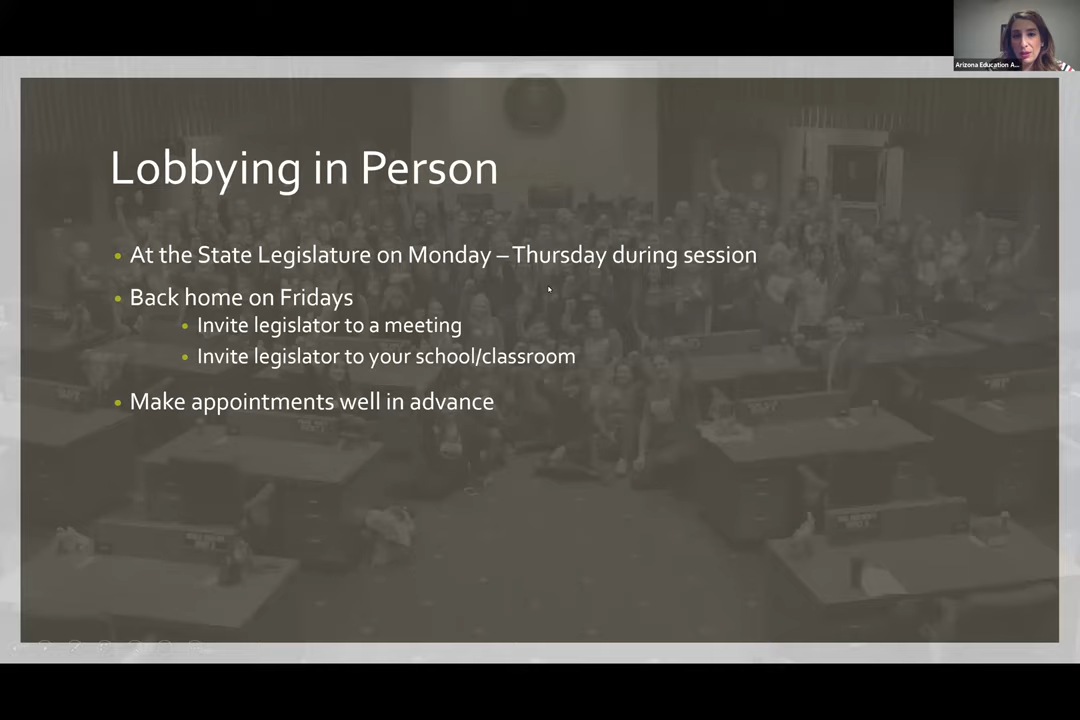 Arizona Education A...
Lobbying in Person
At the State Legislature on Monday – Thursday during session
Back home on Fridays
Invite legislator to a meeting
Invite legislator to your school/classroom
Make appointments well in advance